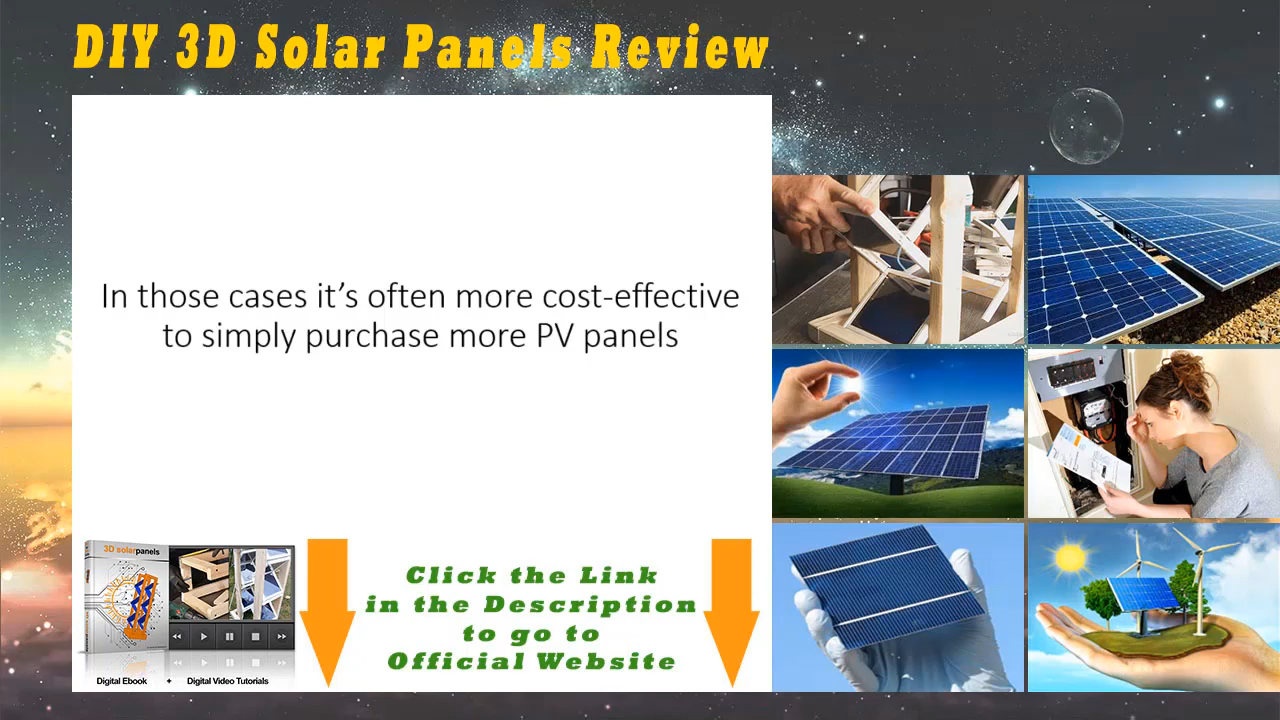 DIY 3D Solar Panels Review
In those cases it’s often more cost-effective
to simply purchase more PV panels
3D solarpanels
Click the Link
in the Description
to go to
Official Website
Digital Ebook + Digital Video Tutorials